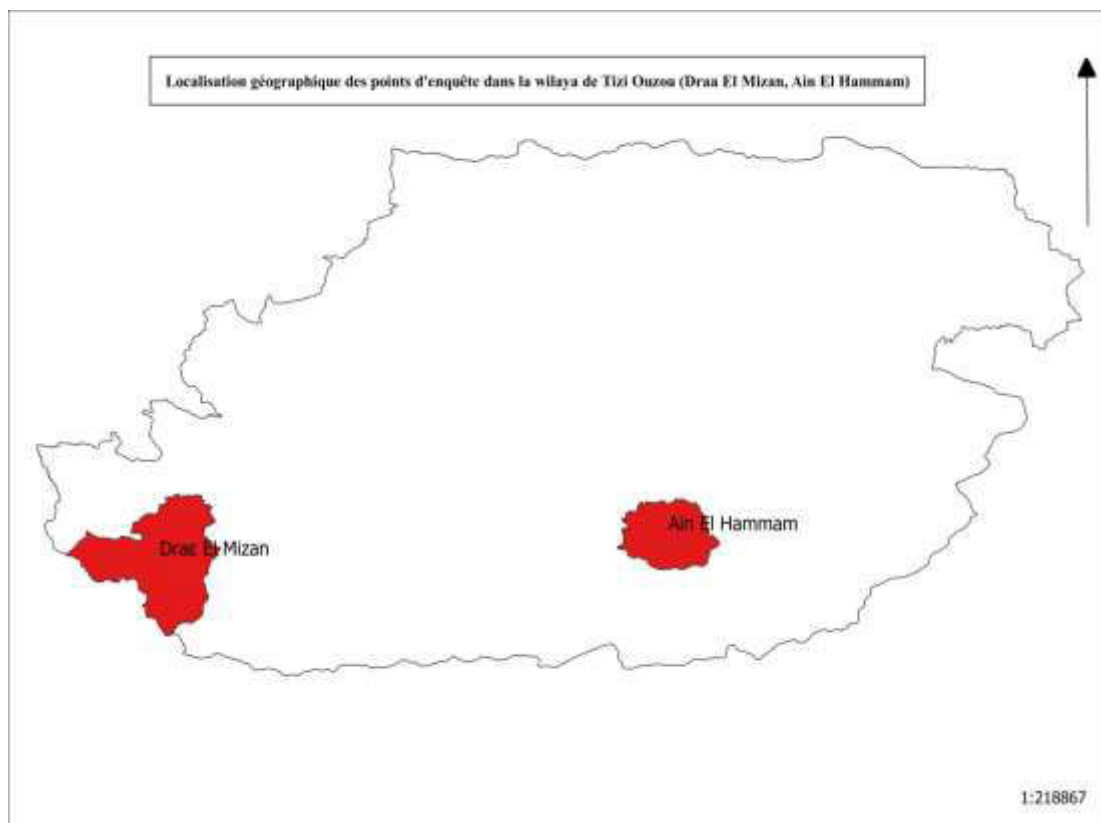 Localisation géographique des points d'enquête dans la wilaya de Tizi Ouzou (Draa El Mizan, Ain El Hammam)
Ain El Hammam
Draa El Mizan
1:218867